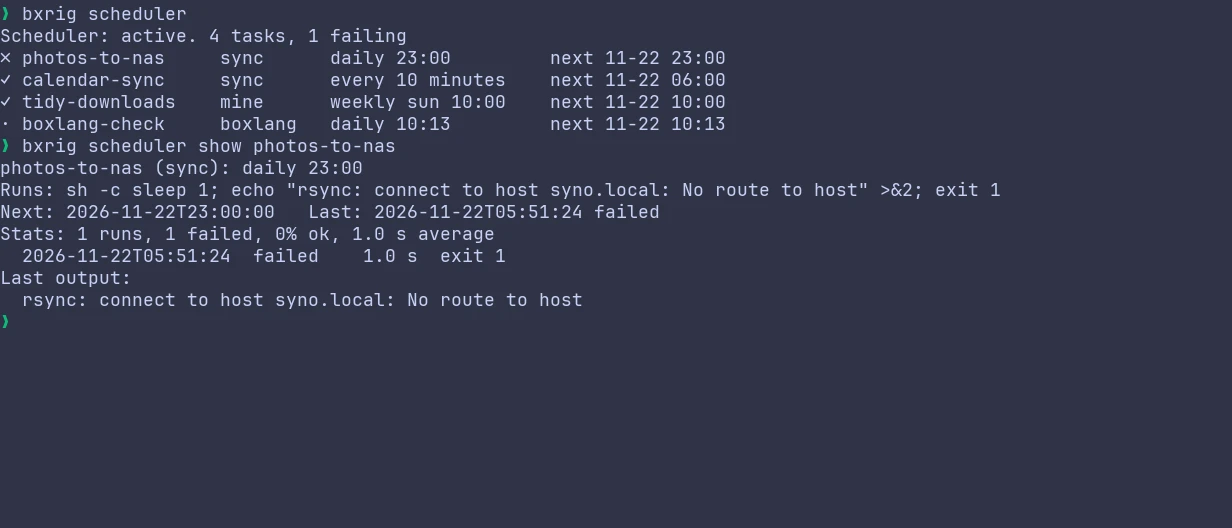 ❯ bxrig scheduler
Scheduler: active. 4 tasks, 1 failing
× photos-to-nas     sync      daily 23:00         next 11-22 23:00
✓ calendar-sync     sync      every 10 minutes    next 11-22 06:00
✓ tidy-downloads    mine      weekly sun 10:00    next 11-22 10:00
· boxlang-check     boxlang   daily 10:13         next 11-22 10:13
❯ bxrig scheduler show photos-to-nas
photos-to-nas (sync): daily 23:00
Runs: sh -c sleep 1; echo "rsync: connect to host syno.local: No route to host" >&2; exit 1
Next: 2026-11-22T23:00:00   Last: 2026-11-22T05:51:24 failed
Stats: 1 runs, 1 failed, 0% ok, 1.0 s average
  2026-11-22T05:51:24  failed    1.0 s  exit 1
Last output:
  rsync: connect to host syno.local: No route to host
❯